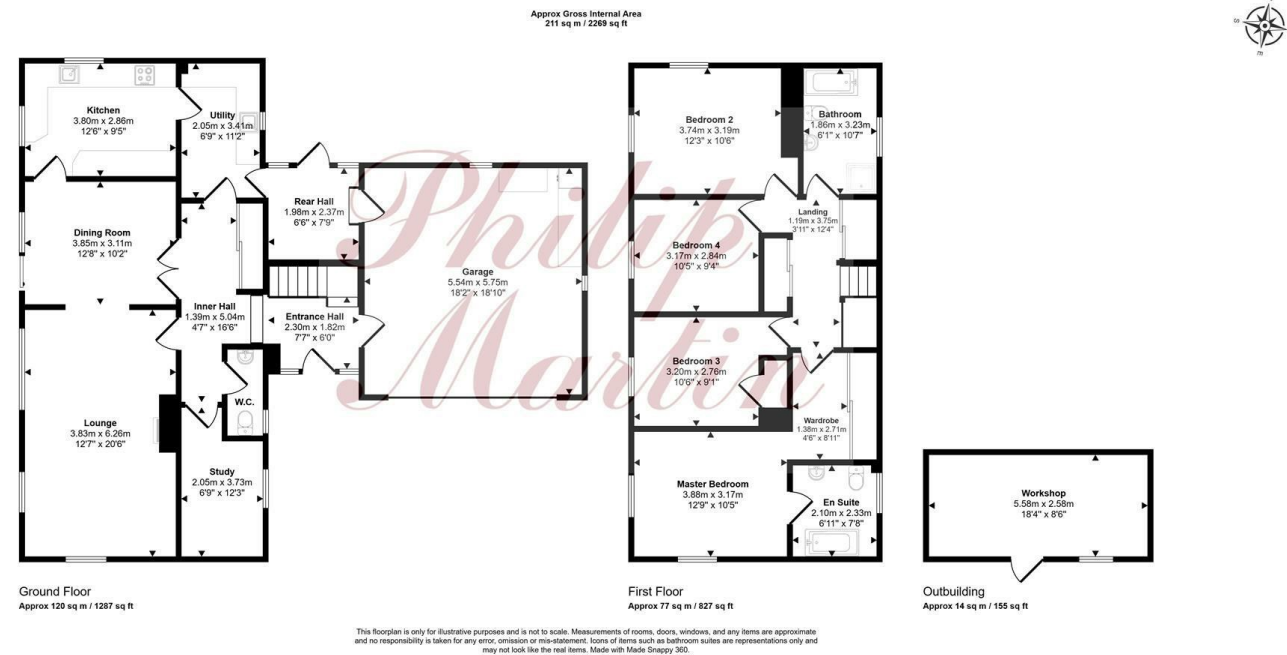 Approx Gross Internal Area
211 sq m / 2269 sq ft
S
E
Kitchen
3.80m x 2.86m
12'6" x 9'5"
Utility
2.05m x 3.41m
6'9" x 11'2"
Rear Hall
1.98m x 2.37m
6'6" x 7'9"
Dining Room
3.85m x 3.11m
12'8" x 10'2"
Garage
5.54m x 5.75m
18'2" x 18'10"
Inner Hall
1.39m x 5.04m
4'7" x 16'6"
Entrance Hall
2.30m x 1.82m
7'7" x 6'0"
W.C.
Lounge
3.83m x 6.26m
12'7" x 20'6"
Study
2.05m x 3.73m
6'9" x 12'3"
Philip
Martin
Bedroom 2
3.74m x 3.19m
12'3" x 10'6"
Bathroom
1.86m x 3.23m
6'1" x 10'7"
Landing
1.19m x 3.75m
3'11" x 12'4"
Bedroom 4
3.17m x 2.84m
10'5" x 9'4"
Bedroom 3
3.20m x 2.76m
10'6" x 9'1"
Wardrobe
1.38m x 2.71m
4'6" x 8'11"
Master Bedroom
3.88m x 3.17m
12'9" x 10'5"
En Suite
2.10m x 2.33m
6'11" x 7'8"
Workshop
5.58m x 2.58m
18'4" x 8'6"
Ground Floor
Approx 120 sq m / 1287 sq ft
First Floor
Approx 77 sq m / 827 sq ft
Outbuilding
Approx 14 sq m / 155 sq ft
This floorplan is only for illustrative purposes and is not to scale. Measurements of rooms, doors, windows, and any items are approximate
and no responsibility is taken for any error, omission or mis-statement. Icons of items such as bathroom suites are representations only and
may not look like the real items. Made with Made Snappy 360.